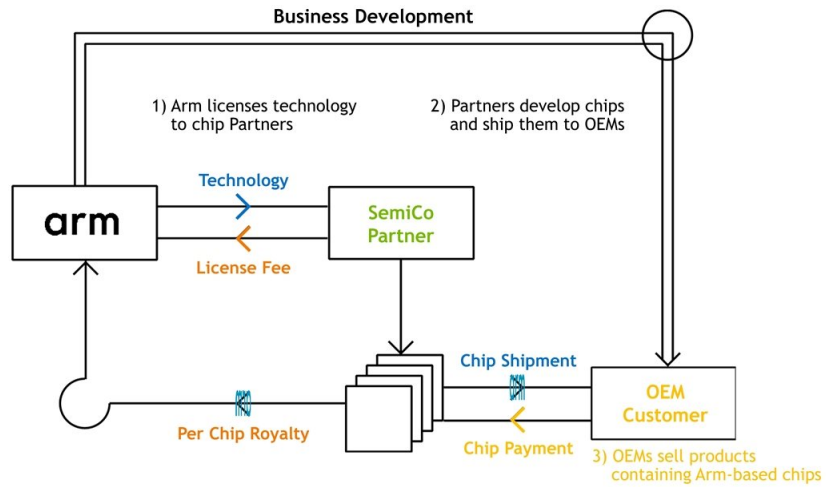 Business Development
1) Arm licenses technology
to chip Partners
2) Partners develop chips
and ship them to OEMs
Technology
arm
SemiCo
Partner
License Fee
Chip Shipment
OEM
Customer
Per Chip Royalty
Chip Payment
3) OEMs sell products
containing Arm-based chips